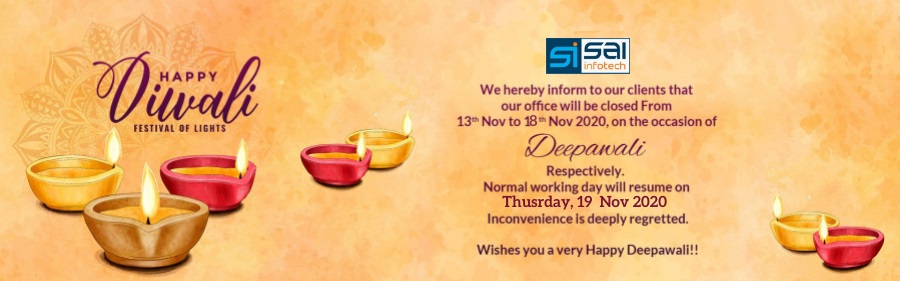 HAPPY
Diwali
FESTIVAL OF LIGHTS
Si SaI
infotech
We hereby inform to our clients that
our office will be closed From
13th Nov to 18th Nov 2020, on the occasion of
Deepawali
Respectively.
Normal working day will resume on
Thusrday, 19 Nov 2020
Inconvenience is deeply regretted.
Wishes you a very Happy Deepawali!!